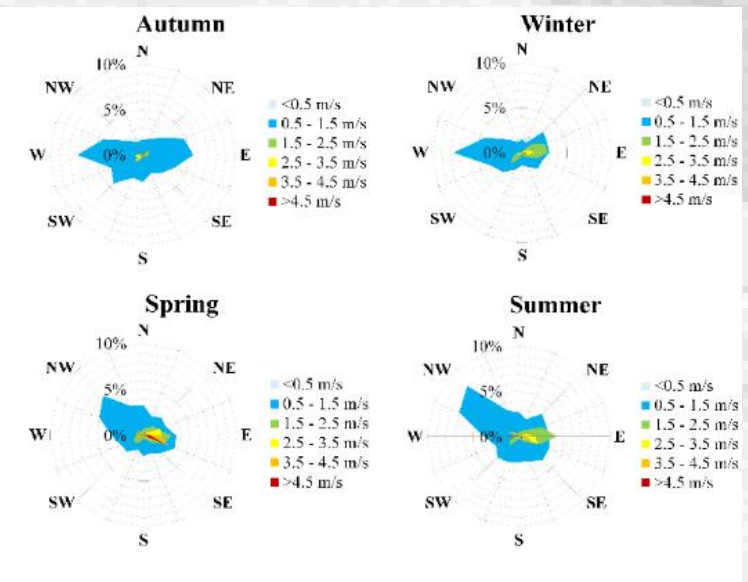 Autumn
N
10%
NW
NE
5%
W
0%
E
SW
SE
S
<0.5 m/s
0.5 - 1.5 m/s
1.5 - 2.5 m/s
2.5 - 3.5 m/s
3.5 - 4.5 m/s
>4.5 m/s
Winter
N
10%
NW
NE
5%
W
0%
E
SW
SE
S
<0.5 m/s
0.5 - 1.5 m/s
1.5 - 2.5 m/s
2.5 - 3.5 m/s
3.5 - 4.5 m/s
>4.5 m/s
Spring
N
10%
NW
NE
5%
W
0%
E
SW
SE
S
<0.5 m/s
0.5 - 1.5 m/s
1.5 - 2.5 m/s
2.5 - 3.5 m/s
3.5 - 4.5 m/s
>4.5 m/s
Summer
N
10%
NW
NE
5%
W
0%
E
SW
SE
S
<0.5 m/s
0.5 - 1.5 m/s
1.5 - 2.5 m/s
2.5 - 3.5 m/s
3.5 - 4.5 m/s
>4.5 m/s